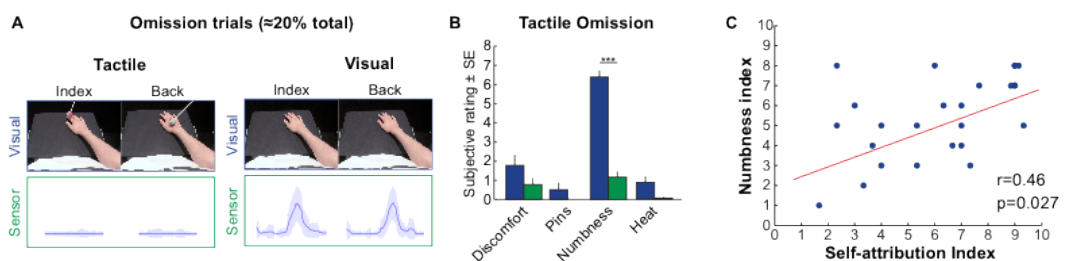 A
Omission trials (≈20% total)
Tactile
Visual
Index
Back
Index
Back
Visual
Sensor
Visual
Sensor
B
Tactile Omission
Subjective rating ± SE
8
7
6
5
4
3
2
1
0
***
Discomfort
Pins
Numbness
Heat
C
Numbness index
10
9
8
7
6
5
4
3
2
1
0
r=0.46
p=0.027
0 1 2 3 4 5 6 7 8 9 10
Self-attribution Index